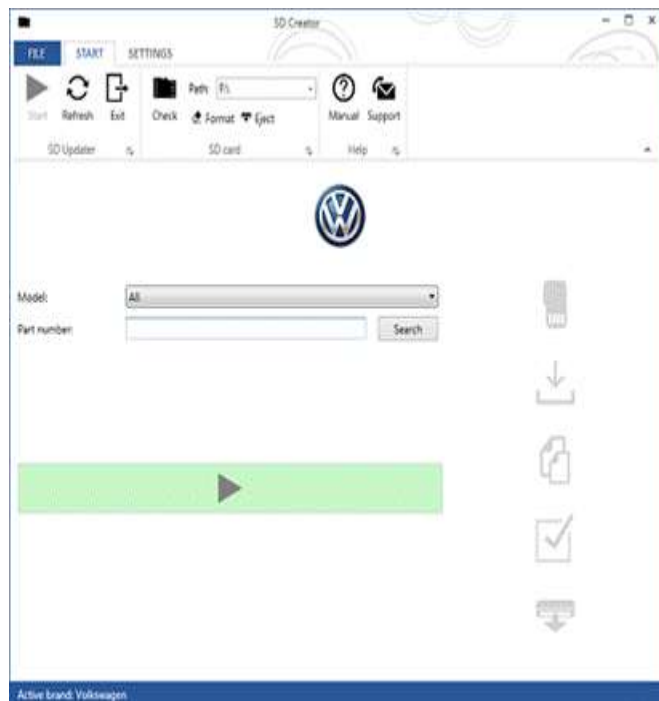 SD Creator
FILE START SETTINGS
Path: F:\
Start Refresh Exit Check Format Eject Manual Support
SD Updater SD card Help
Model: All
Part number: Search
Active brand: Volkswagen